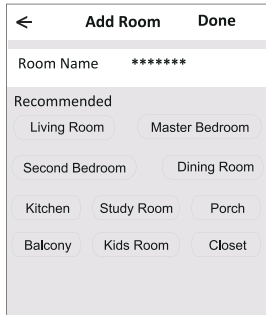 ← Add Room Done
Room Name *******
Recommended
Living Room Master Bedroom
Second Bedroom Dining Room
Kitchen Study Room Porch
Balcony Kids Room Closet